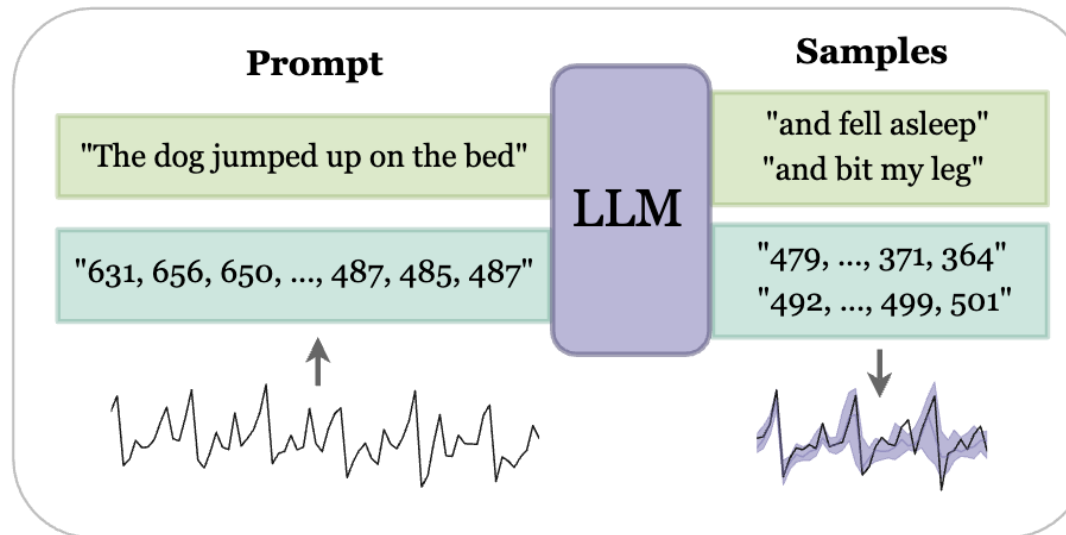 Prompt
"The dog jumped up on the bed"
"631, 656, 650, ..., 487, 485, 487"
LLM
Samples
"and fell asleep"
"and bit my leg"
"479, ..., 371, 364"
"492, ..., 499, 501"